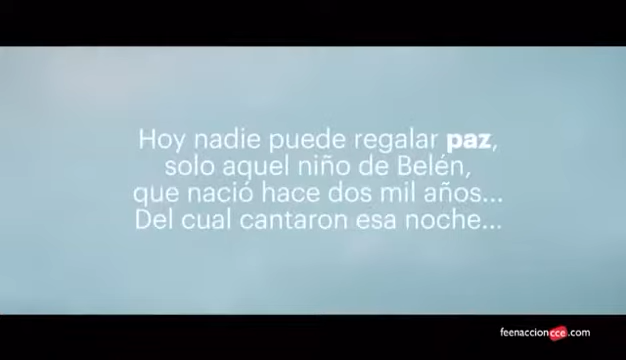 Hoy nadie puede regalar paz,
solo aquel niño de Belén,
que nació hace dos mil años...
Del cual cantaron esa noche...
feenaccioncce.com